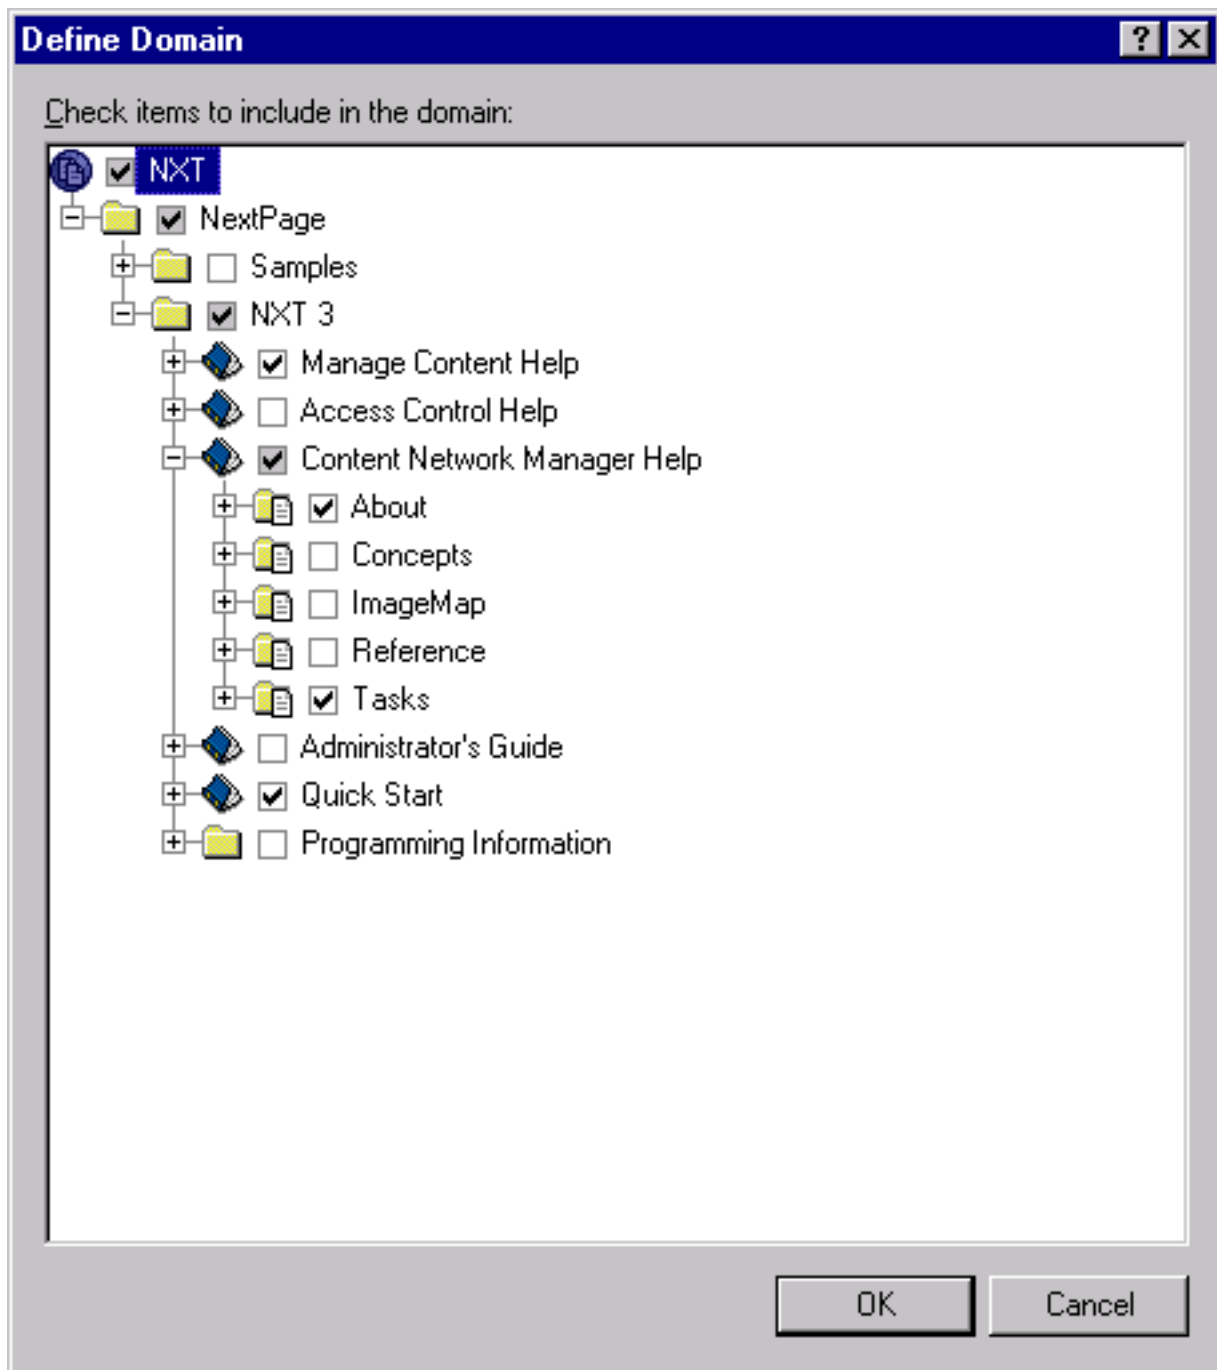 Define Domain
Check items to include in the domain:
NXT
NextPage
Samples
NXT 3
Manage Content Help
Access Control Help
Content Network Manager Help
About
Concepts
ImageMap
Reference
Tasks
Administrator's Guide
Quick Start
Programming Information
OK Cancel